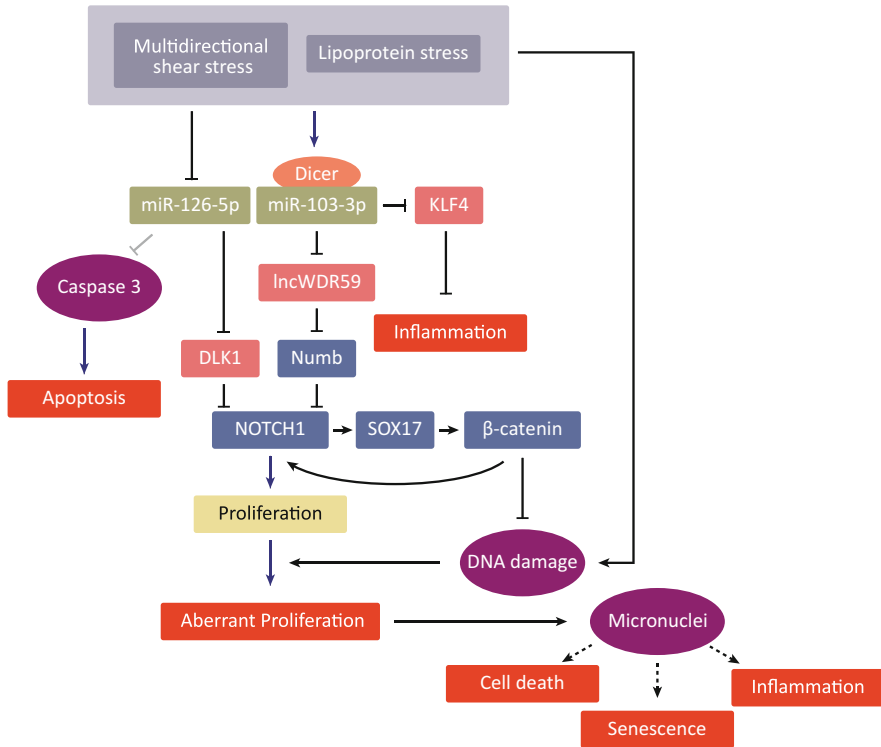 Multidirectional
shear stress
Lipoprotein stress
Dicer
miR-126-5p
miR-103-3p
KLF4
Caspase 3
lncWDR59
Inflammation
DLK1
Numb
Apoptosis
NOTCH1
SOX17
β-catenin
Proliferation
DNA damage
Aberrant Proliferation
Micronuclei
Cell death
Inflammation
Senescence